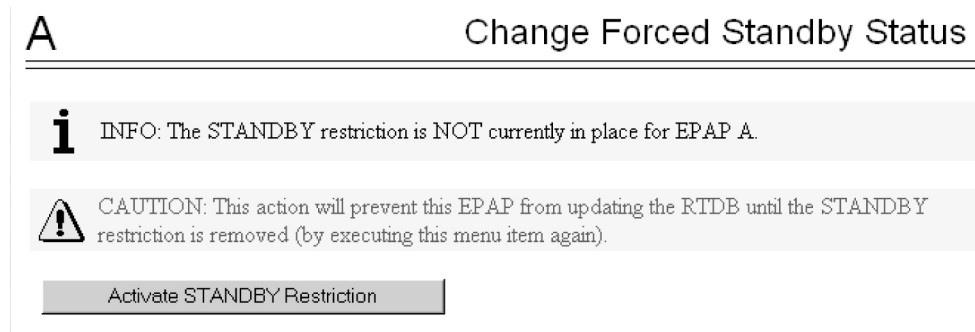 A Change Forced Standby Status
INFO: The STANDBY restriction is NOT currently in place for EPAP A.
CAUTION: This action will prevent this EPAP from updating the RTDB until the STANDBY
restriction is removed (by executing this menu item again).
Activate STANDBY Restriction